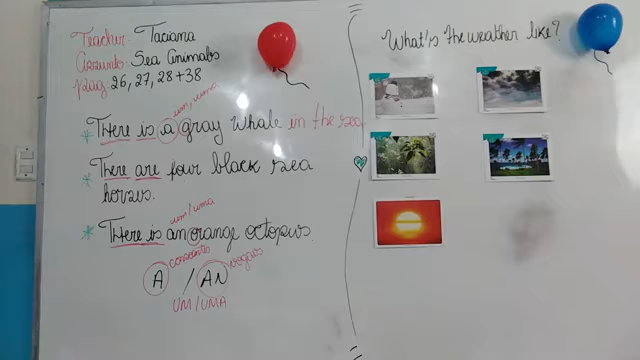 Teacher: Taciana
Assunto: Sea Animals
pág: 26, 27, 28 + 38
um, uma
* There is a gray whale in the sea
* There are four black sea
horses.
um/uma
* There is an orange octopus.
consoantes vogais
A / AN
UM/UMA
What's the weather like?